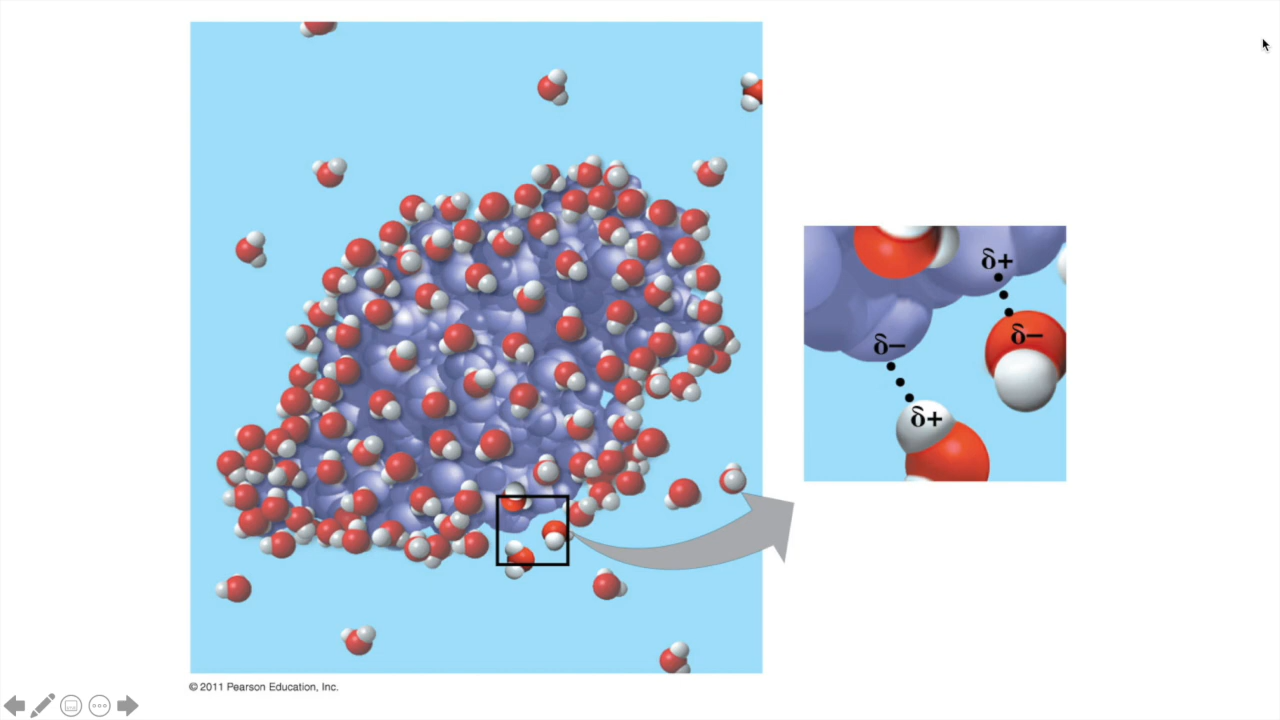 δ+
δ−
δ−
δ+
© 2011 Pearson Education, Inc.